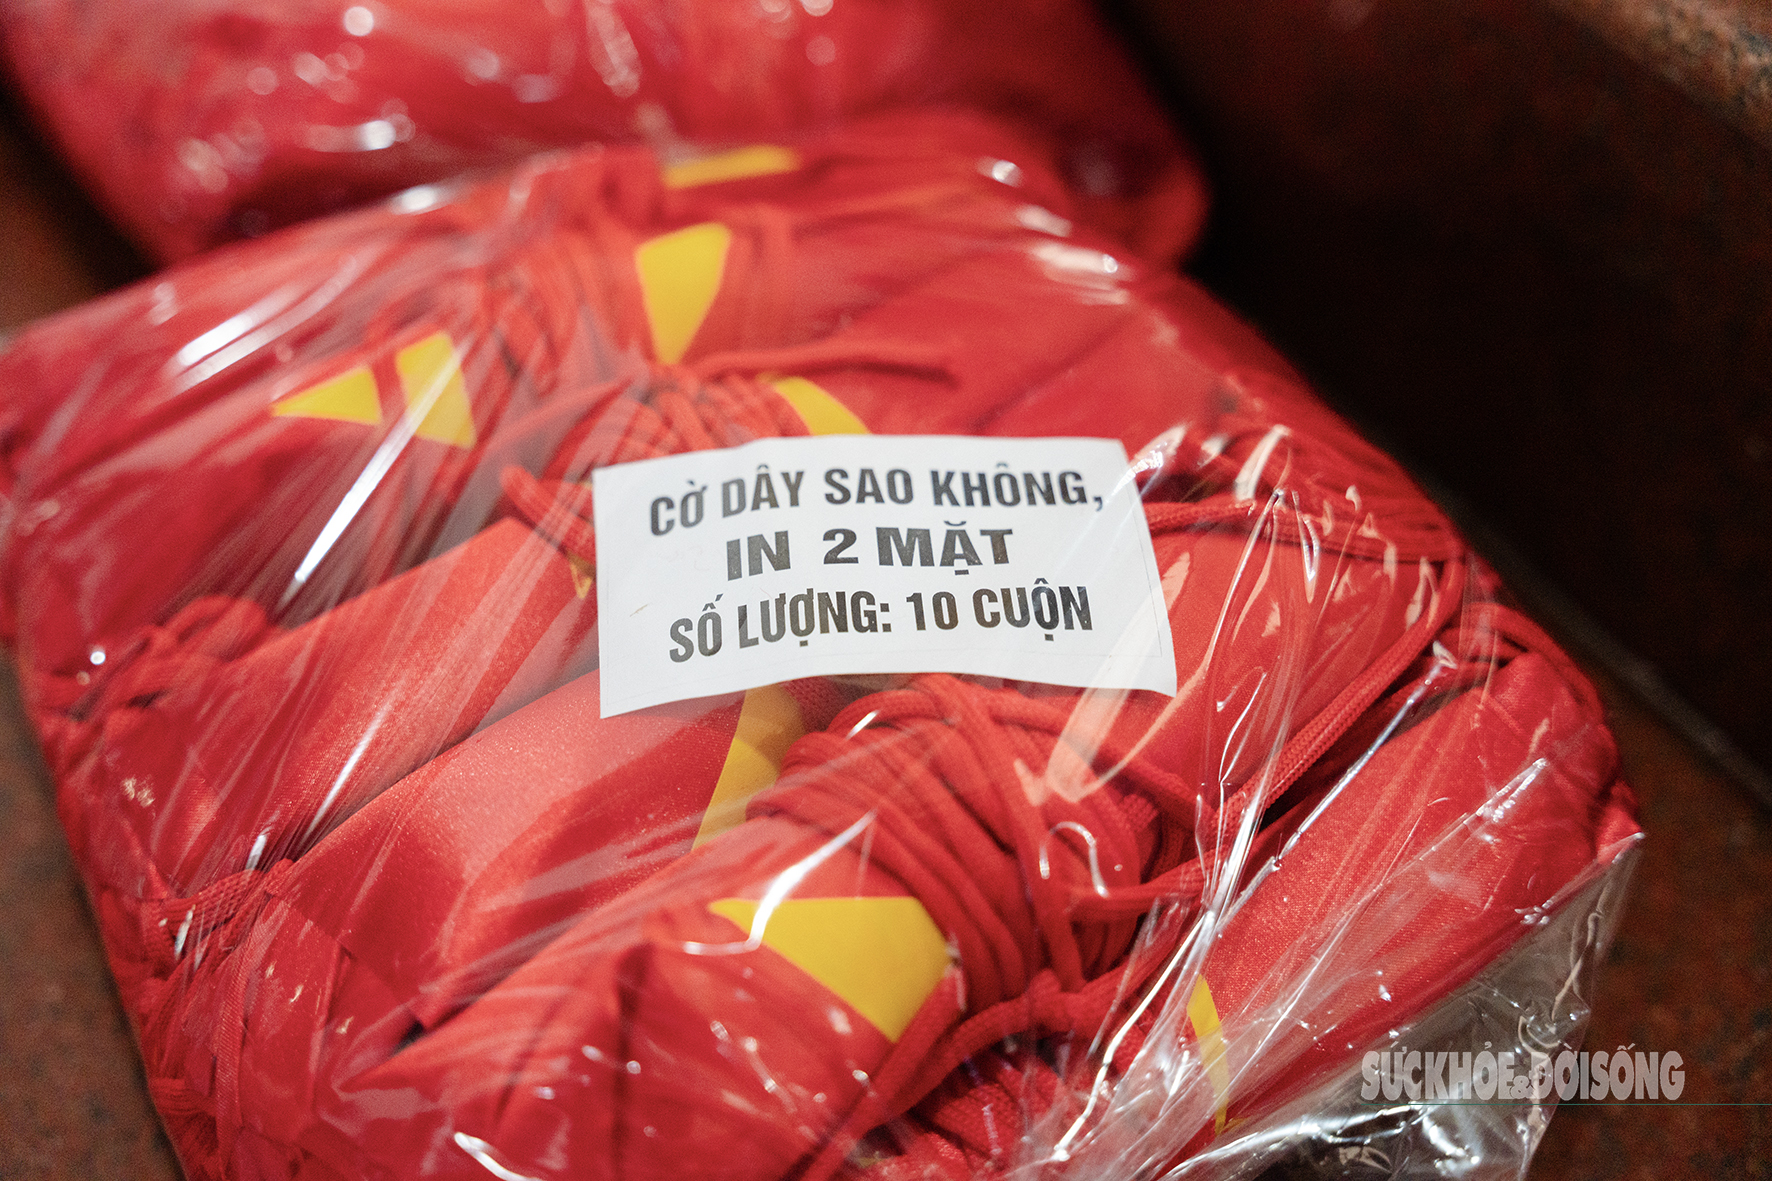 CỜ DÂY SAO KHÔNG,
IN 2 MẶT
SỐ LƯỢNG: 10 CUỘN
SỨCKHỎE&ĐỜISỐNG